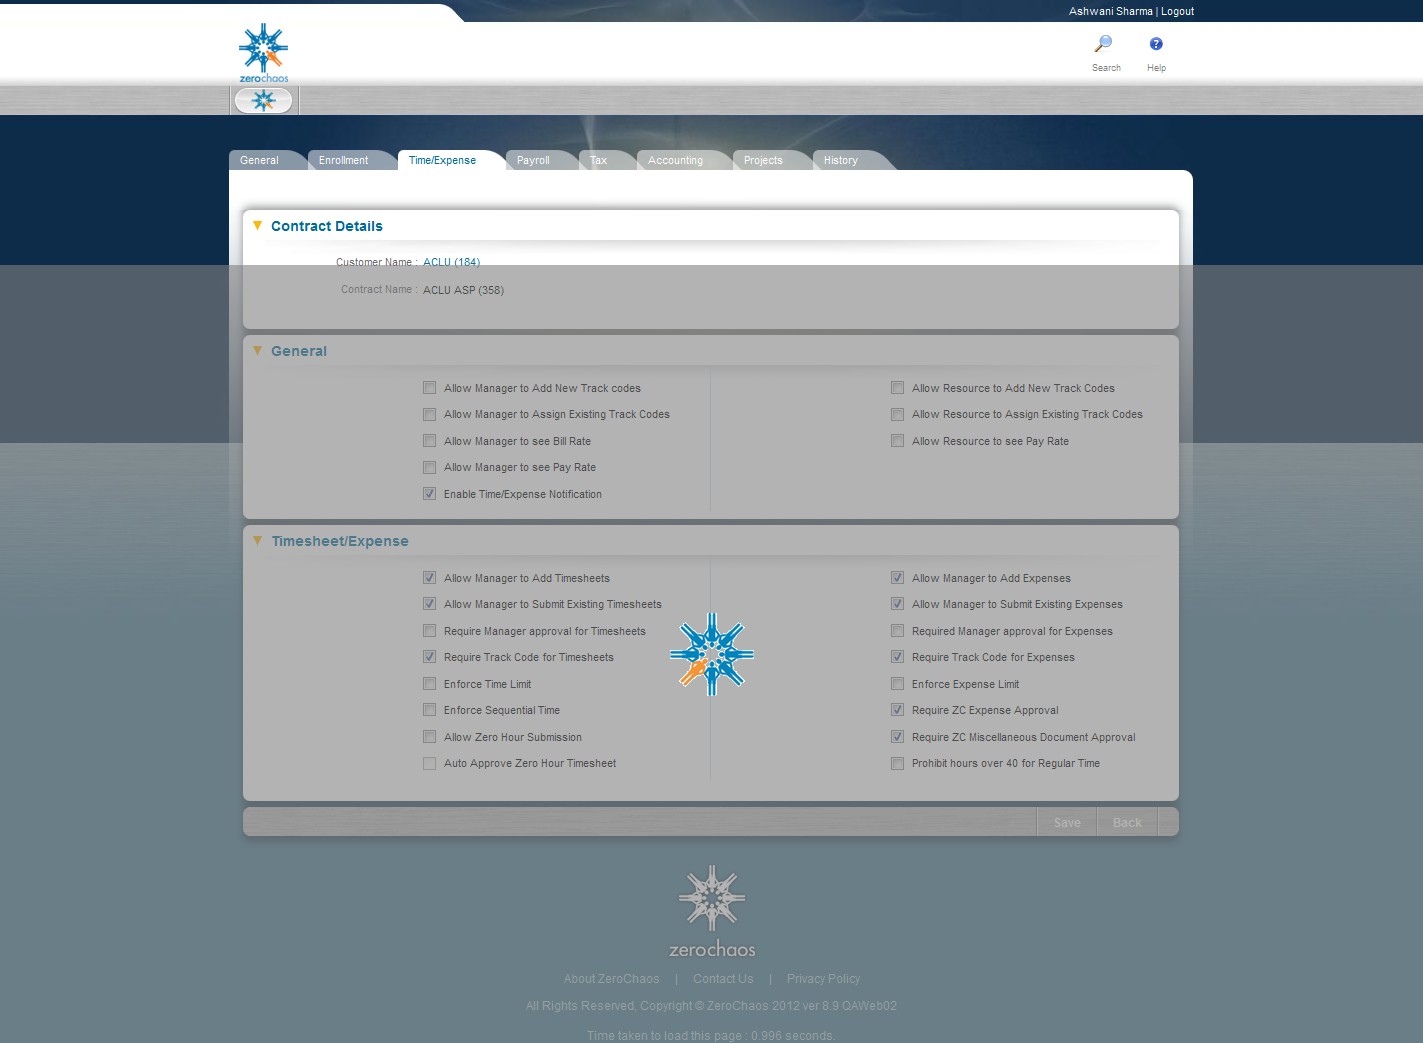 Ashwani Sharma | Logout
zerochaos
Search Help
General Enrollment Time/Expense Payroll Tax Accounting Projects History
Contract Details
Customer Name : ACLU (184)
Contract Name : ACLU ASP (358)
General
Allow Manager to Add New Track codes Allow Resource to Add New Track Codes
Allow Manager to Assign Existing Track Codes Allow Resource to Assign Existing Track Codes
Allow Manager to see Bill Rate Allow Resource to see Pay Rate
Allow Manager to see Pay Rate
Enable Time/Expense Notification
Timesheet/Expense
Allow Manager to Add Timesheets Allow Manager to Add Expenses
Allow Manager to Submit Existing Timesheets Allow Manager to Submit Existing Expenses
Require Manager approval for Timesheets Required Manager approval for Expenses
Require Track Code for Timesheets Require Track Code for Expenses
Enforce Time Limit Enforce Expense Limit
Enforce Sequential Time Require ZC Expense Approval
Allow Zero Hour Submission Require ZC Miscellaneous Document Approval
Auto Approve Zero Hour Timesheet Prohibit hours over 40 for Regular Time
Save Back
zerochaos
About ZeroChaos | Contact Us | Privacy Policy
All Rights Reserved, Copyright © ZeroChaos 2012 ver 8.9 QAWeb02
Time taken to load this page : 0.996 seconds.